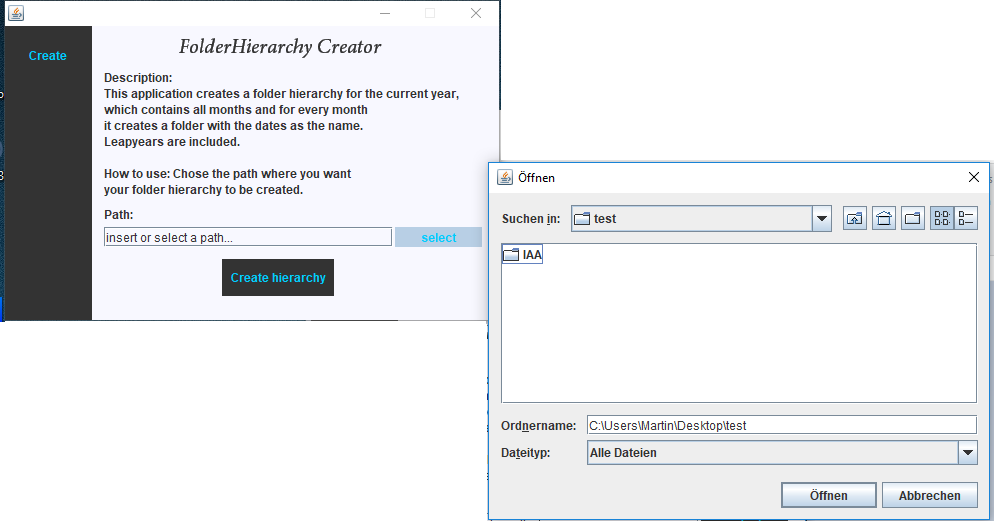 FolderHierarchy Creator
Create
Description:
This application creates a folder hierarchy for the current year,
which contains all months and for every month
it creates a folder with the dates as the name.
Leapyears are included.
How to use: Chose the path where you want
your folder hierarchy to be created.
Path:
insert or select a path...
select
Create hierarchy
Öffnen
Suchen in:
test
IAA
Ordnername:
C:\Users\Martin\Desktop\test
Dateityp:
Alle Dateien
Öffnen
Abbrechen